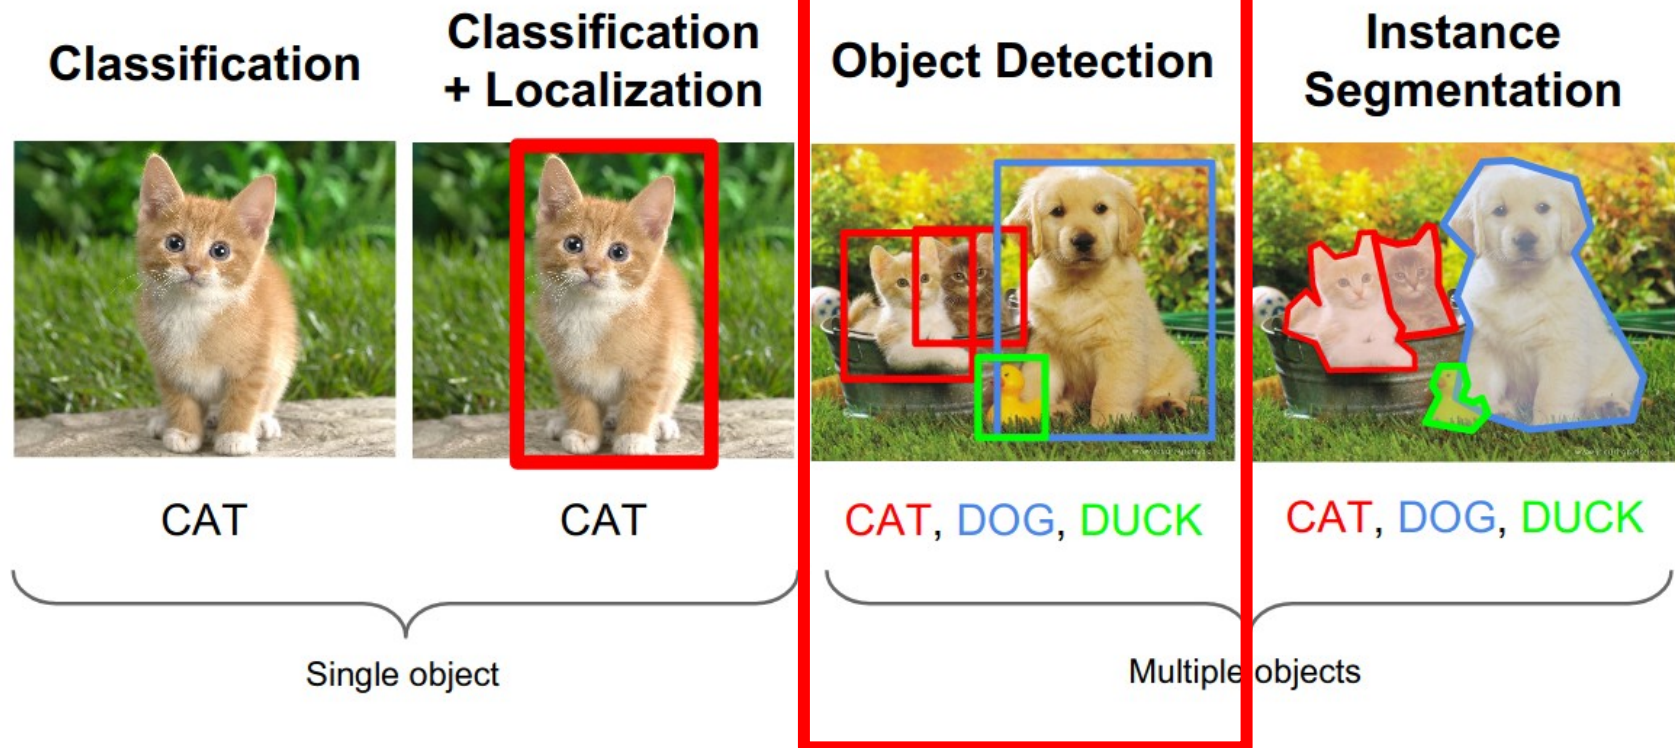 Classification
Classification
+ Localization
Object Detection
Instance
Segmentation
CAT
CAT
CAT, DOG, DUCK
CAT, DOG, DUCK
Single object
Multiple objects